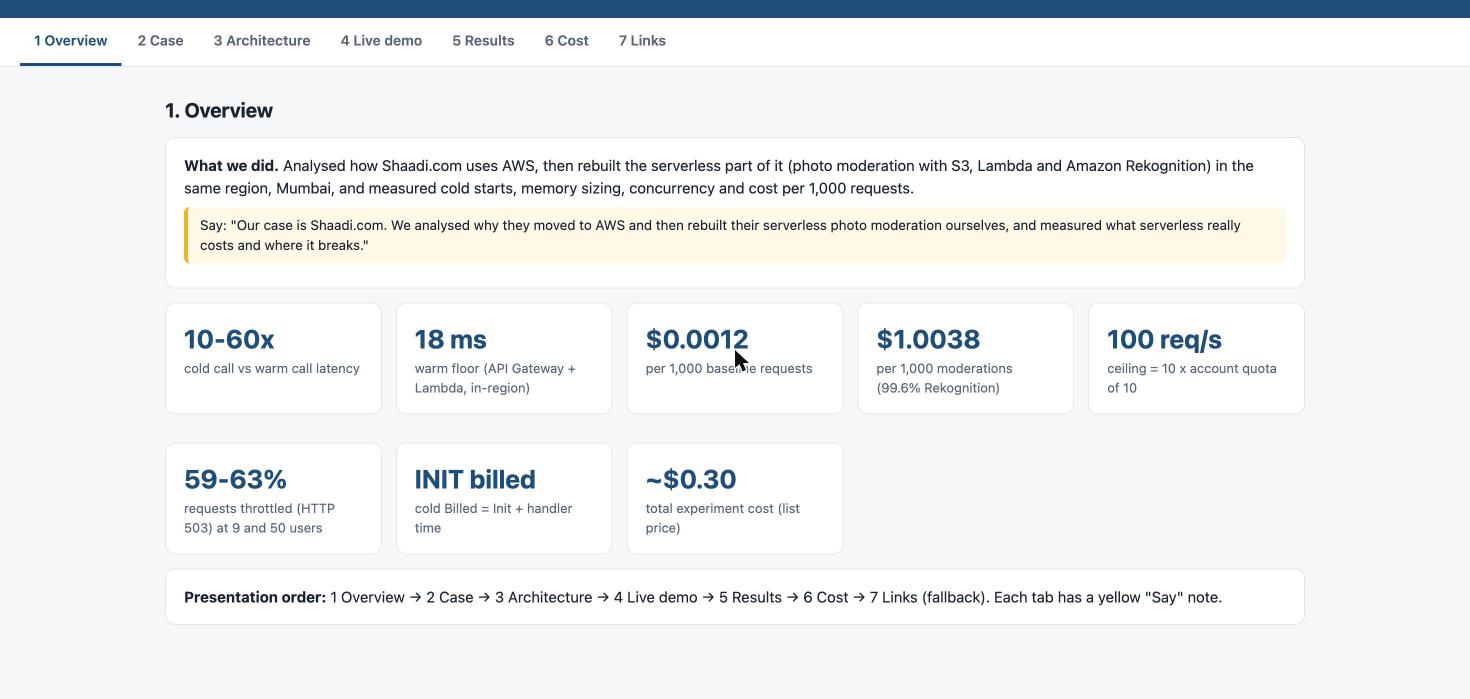 1 Overview 2 Case 3 Architecture 4 Live demo 5 Results 6 Cost 7 Links
1. Overview
What we did. Analysed how Shaadi.com uses AWS, then rebuilt the serverless part of it (photo moderation with S3, Lambda and Amazon Rekognition) in the
same region, Mumbai, and measured cold starts, memory sizing, concurrency and cost per 1,000 requests.
Say: "Our case is Shaadi.com. We analysed why they moved to AWS and then rebuilt their serverless photo moderation ourselves, and measured what serverless really
costs and where it breaks."
10-60x
cold call vs warm call latency
18 ms
warm floor (API Gateway +
Lambda, in-region)
$0.0012
per 1,000 baseline requests
$1.0038
per 1,000 moderations
(99.6% Rekognition)
100 req/s
ceiling = 10 x account quota
of 10
59-63%
requests throttled (HTTP
503) at 9 and 50 users
INIT billed
cold Billed = Init + handler
time
~$0.30
total experiment cost (list
price)
Presentation order: 1 Overview → 2 Case → 3 Architecture → 4 Live demo → 5 Results → 6 Cost → 7 Links (fallback). Each tab has a yellow "Say" note.